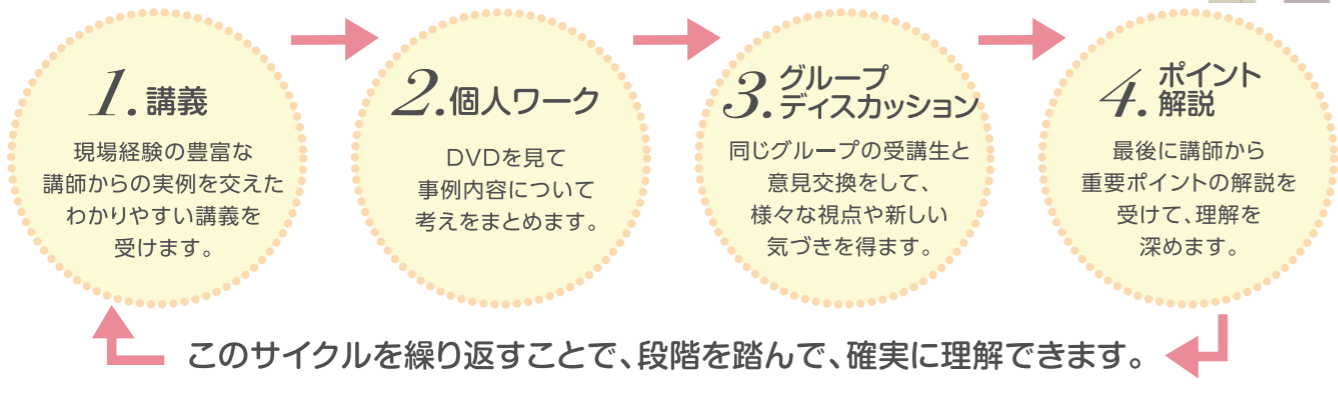 1.講義
現場経験の豊富な
講師からの実例を交えた
わかりやすい講義を
受けます。
2.個人ワーク
DVDを見て
事例内容について
考えをまとめます。
3.グループ
ディスカッション
同じグループの受講生と
意見交換をして、
様々な視点や新しい
気づきを得ます。
4.ポイント
解説
最後に講師から
重要ポイントの解説を
受けて、理解を
深めます。
このサイクルを繰り返すことで、段階を踏んで、確実に理解できます。